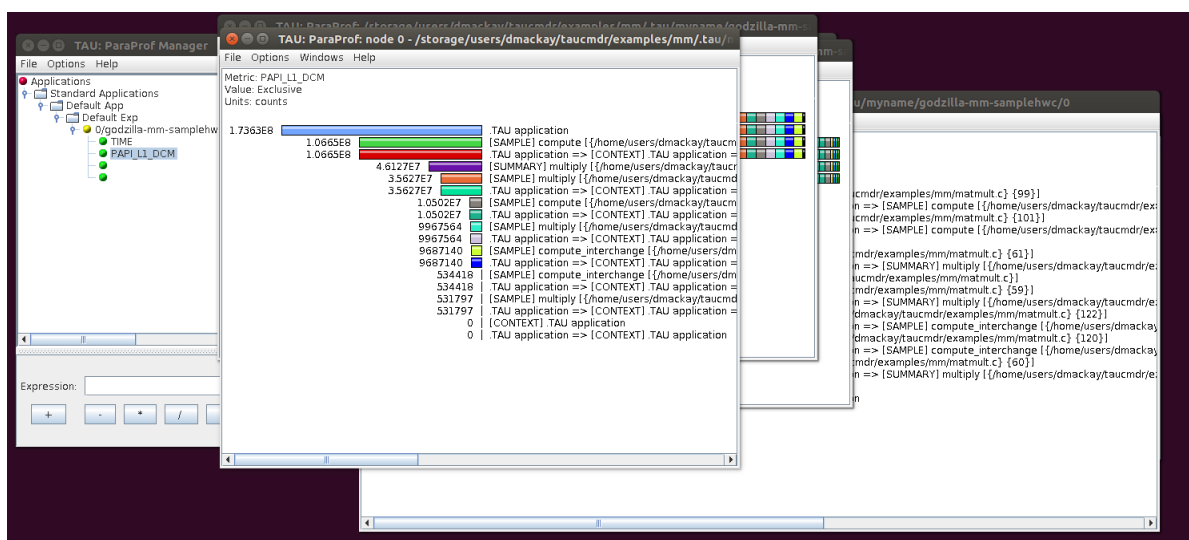 TAU: ParaProf: /storage/users/dmackay/taucmdr/examples/mm/.tau/myname/godzilla-mm-s
TAU: ParaProf Manager
File Options Help
Applications
Standard Applications
Default App
Default Exp
0/godzilla-mm-samplehw
TIME
PAPI_L1_DCM
Expression:
+ - * /
TAU: ParaProf: node 0 - /storage/users/dmackay/taucmdr/examples/mm/.tau/
File Options Windows Help
Metric: PAPI_L1_DCM
Value: Exclusive
Units: counts
1.7363E8 .TAU application
1.0665E8 [SAMPLE] compute [{/home/users/dmackay/taucm
1.0665E8 .TAU application => [CONTEXT] .TAU application =
4.6127E7 [SUMMARY] multiply [{/home/users/dmackay/taucr
3.5627E7 [SAMPLE] multiply [{/home/users/dmackay/taucmd
3.5627E7 .TAU application => [CONTEXT] .TAU application =
1.0502E7 [SAMPLE] compute [{/home/users/dmackay/taucm
1.0502E7 .TAU application => [CONTEXT] .TAU application =
9967564 [SAMPLE] multiply [{/home/users/dmackay/taucmd
9967564 .TAU application => [CONTEXT] .TAU application =
9687140 [SAMPLE] compute_interchange [{/home/users/dm
9687140 .TAU application => [CONTEXT] .TAU application =
534418 [SAMPLE] compute_interchange [{/home/users/dm
534418 .TAU application => [CONTEXT] .TAU application =
531797 [SAMPLE] multiply [{/home/users/dmackay/taucmd
531797 .TAU application => [CONTEXT] .TAU application =
0 [CONTEXT] .TAU application
0 .TAU application => [CONTEXT] .TAU application
mm-s
u/myname/godzilla-mm-samplehwc/0
ucmdr/examples/mm/matmult.c} {99}]
n => [SAMPLE] compute [{/home/users/dmackay/taucmdr/ex
ucmdr/examples/mm/matmult.c} {101}]
n => [SAMPLE] compute [{/home/users/dmackay/taucmdr/ex
cmdr/examples/mm/matmult.c} {61}]
n => [SUMMARY] multiply [{/home/users/dmackay/taucmdr/e
ucmdr/examples/mm/matmult.c}]
cmdr/examples/mm/matmult.c} {59}]
n => [SUMMARY] multiply [{/home/users/dmackay/taucmdr/e
/dmackay/taucmdr/examples/mm/matmult.c} {122}]
n => [SAMPLE] compute_interchange [{/home/users/dmackay
/dmackay/taucmdr/examples/mm/matmult.c} {120}]
n => [SAMPLE] compute_interchange [{/home/users/dmackay
cmdr/examples/mm/matmult.c} {60}]
n => [SUMMARY] multiply [{/home/users/dmackay/taucmdr/e
n